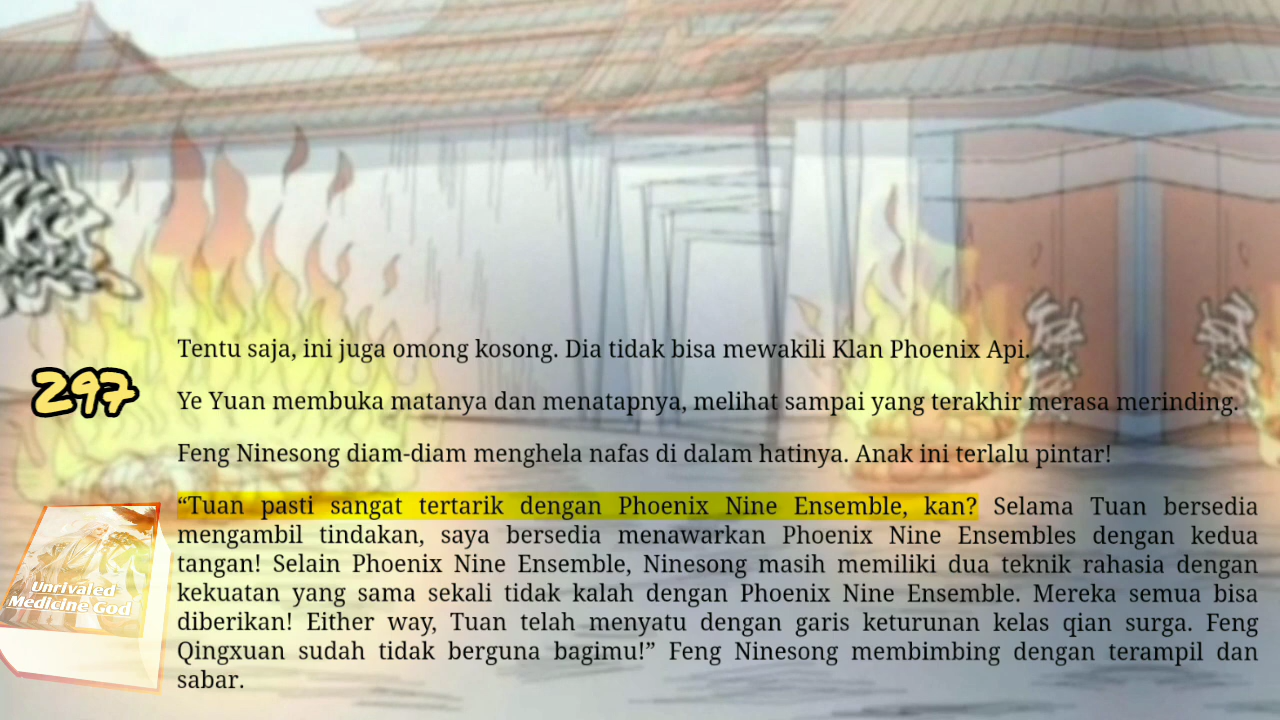 Tentu saja, ini juga omong kosong. Dia tidak bisa mewakili Klan Phoenix Api.
297
Ye Yuan membuka matanya dan menatapnya, melihat sampai yang terakhir merasa merinding.
Feng Ninesong diam-diam menghela nafas di dalam hatinya. Anak ini terlalu pintar!
“Tuan pasti sangat tertarik dengan Phoenix Nine Ensemble, kan? Selama Tuan bersedia
mengambil tindakan, saya bersedia menawarkan Phoenix Nine Ensembles dengan kedua
tangan! Selain Phoenix Nine Ensemble, Ninesong masih memiliki dua teknik rahasia dengan
kekuatan yang sama sekali tidak kalah dengan Phoenix Nine Ensemble. Mereka semua bisa
diberikan! Either way, Tuan telah menyatu dengan garis keturunan kelas qian surga. Feng
Qingxuan sudah tidak berguna bagimu!” Feng Ninesong membimbing dengan terampil dan
sabar.
Unrivaled
Medicine God